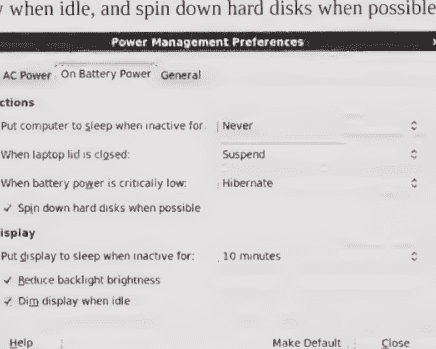 when idle, and spin down hard disks when possible
Power Management Preferences
AC Power On Battery Power General
ctions
Put computer to sleep when inactive for: Never
When laptop lid is closed: Suspend
When battery power is critically low: Hibernate
✓ Spin down hard disks when possible
isplay
Put display to sleep when inactive for: 10 minutes
✓ Reduce backlight brightness
✓ Dim display when idle
Help Make Default Close